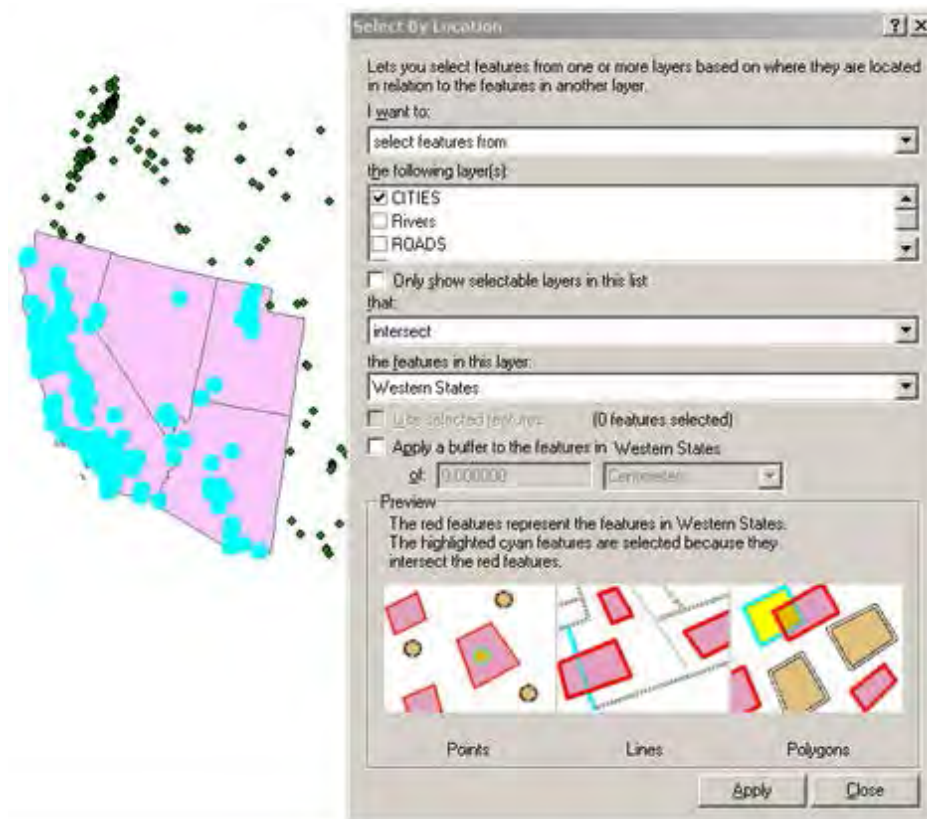 Select By Location
Lets you select features from one or more layers based on where they are located
in relation to the features in another layer.
I want to:
select features from
the following layer(s):
CITIES
Rivers
ROADS
Only show selectable layers in this list
that:
intersect
the features in this layer:
Western States
Use selected features (0 features selected)
Apply a buffer to the features in Western States
of: 0.000000 Centimeters
Preview
The red features represent the features in Western States.
The highlighted cyan features are selected because they
intersect the red features.
Points Lines Polygons
Apply Close